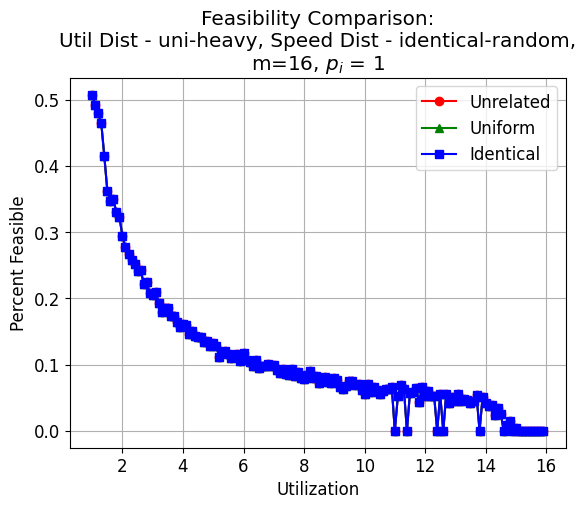 Feasibility Comparison:
Util Dist - uni-heavy, Speed Dist - identical-random,
m=16, $p_i$ = 1
Unrelated
Uniform
Identical
Percent Feasible
0.5
0.4
0.3
0.2
0.1
0.0
2 4 6 8 10 12 14 16
Utilization